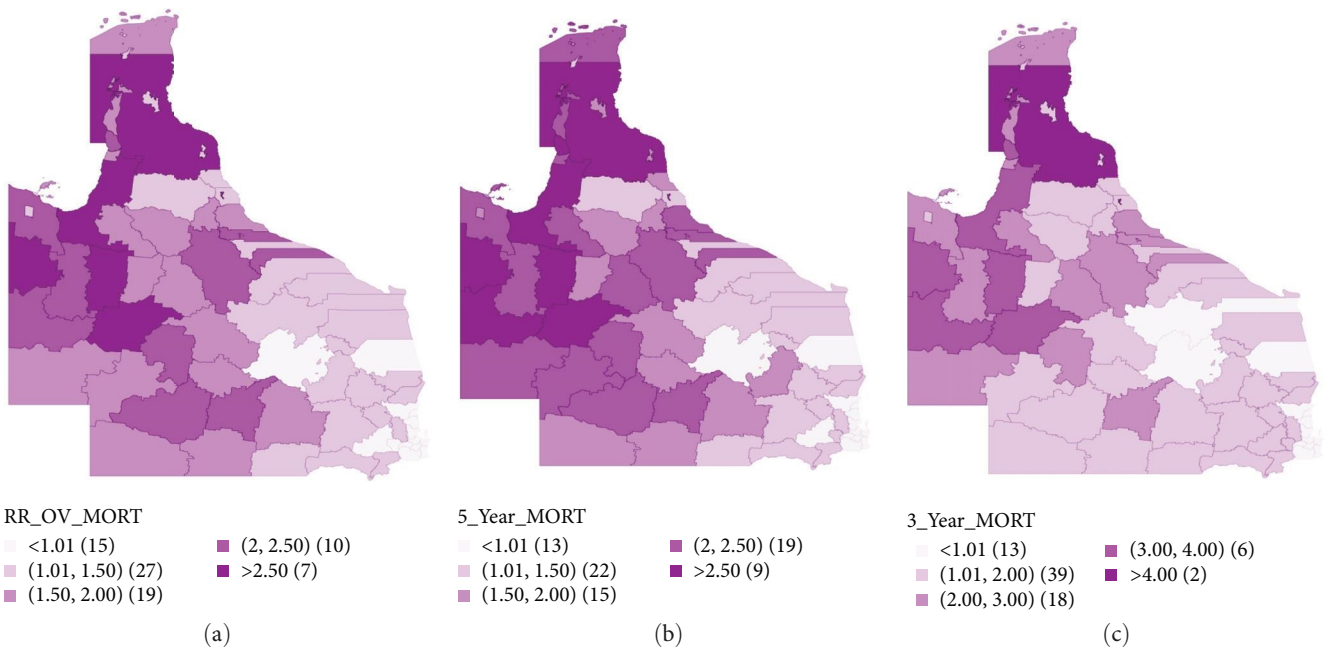 RR_OV_MORT
<1.01 (15)
(1.01, 1.50) (27)
(1.50, 2.00) (19)
(2, 2.50) (10)
>2.50 (7)
(a)
5_Year_MORT
<1.01 (13)
(1.01, 1.50) (22)
(1.50, 2.00) (15)
(2, 2.50) (19)
>2.50 (9)
(b)
3_Year_MORT
<1.01 (13)
(1.01, 2.00) (39)
(2.00, 3.00) (18)
(3.00, 4.00) (6)
>4.00 (2)
(c)